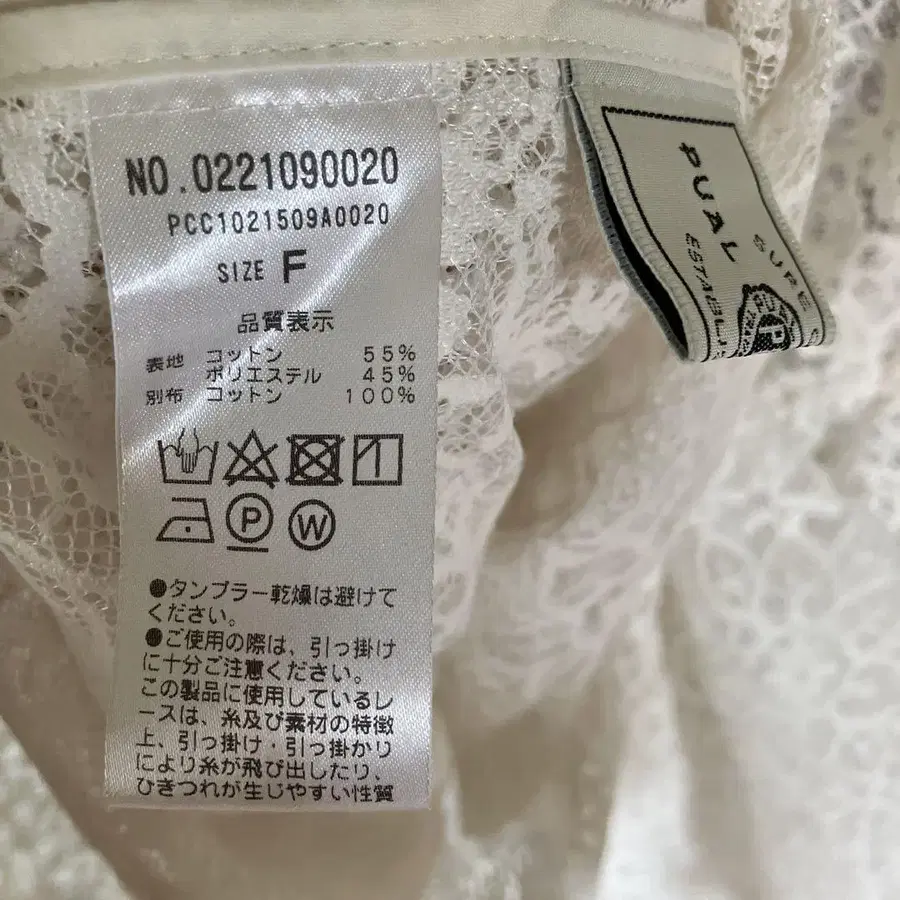 NO.0221090020
PCC1021509A0020
SIZE F
品質表示
表地 コットン 55%
ポリエステル 45%
別布 コットン 100%
P W
●タンブラー乾燥は避けて
ください。
●ご使用の際は、引っ掛け
に十分ご注意ください。
この製品に使用しているレ
ースは、糸及び素材の特徴
上、引っ掛け・引っ掛かり
により糸が飛び出したり、
ひきつれが生じやすい性質
PUAL